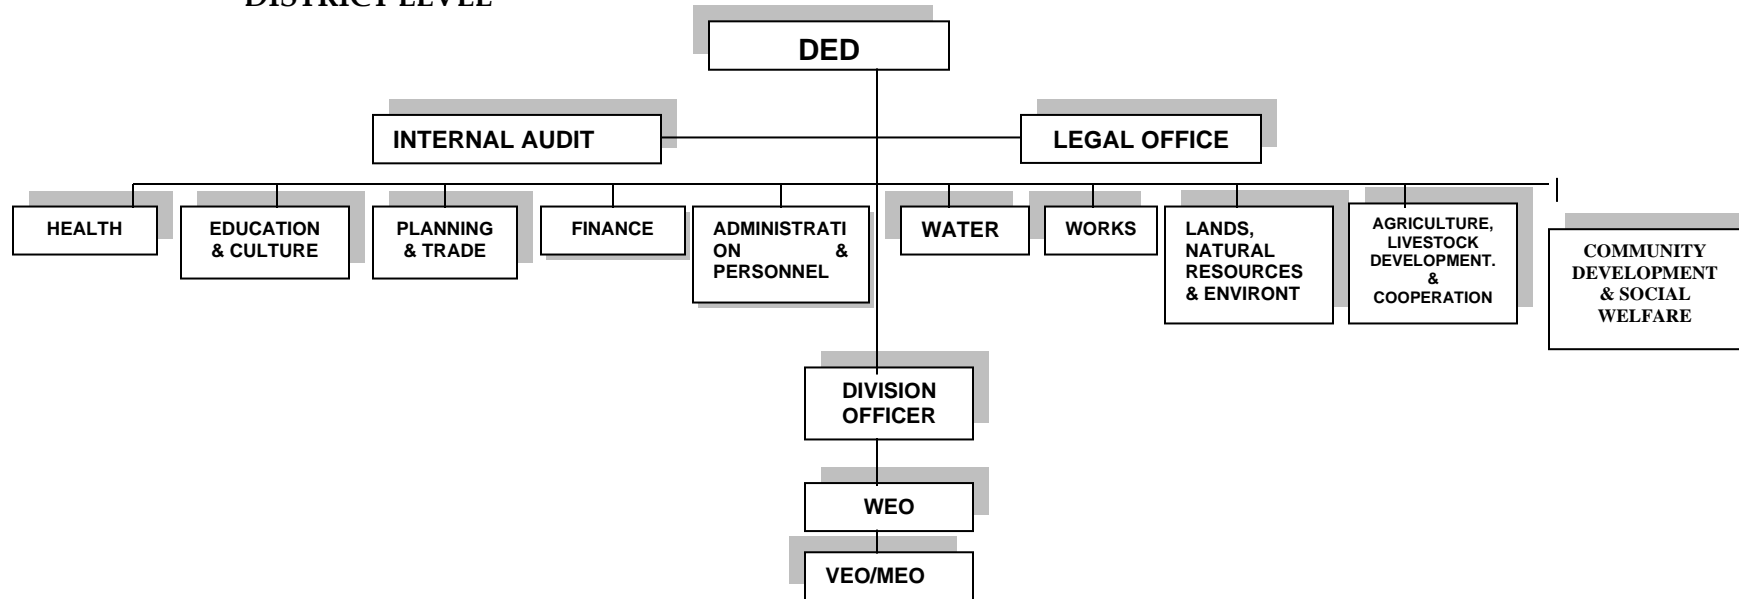 DISTRICT LEVEL
DED
INTERNAL AUDIT
LEGAL OFFICE
HEALTH
EDUCATION
& CULTURE
PLANNING
& TRADE
FINANCE
ADMINISTRATI
ON &
PERSONNEL
WATER
WORKS
LANDS,
NATURAL
RESOURCES
& ENVIRONT
AGRICULTURE,
LIVESTOCK
DEVELOPMENT.
&
COOPERATION
COMMUNITY
DEVELOPMENT
& SOCIAL
WELFARE
DIVISION
OFFICER
WEO
VEO/MEO